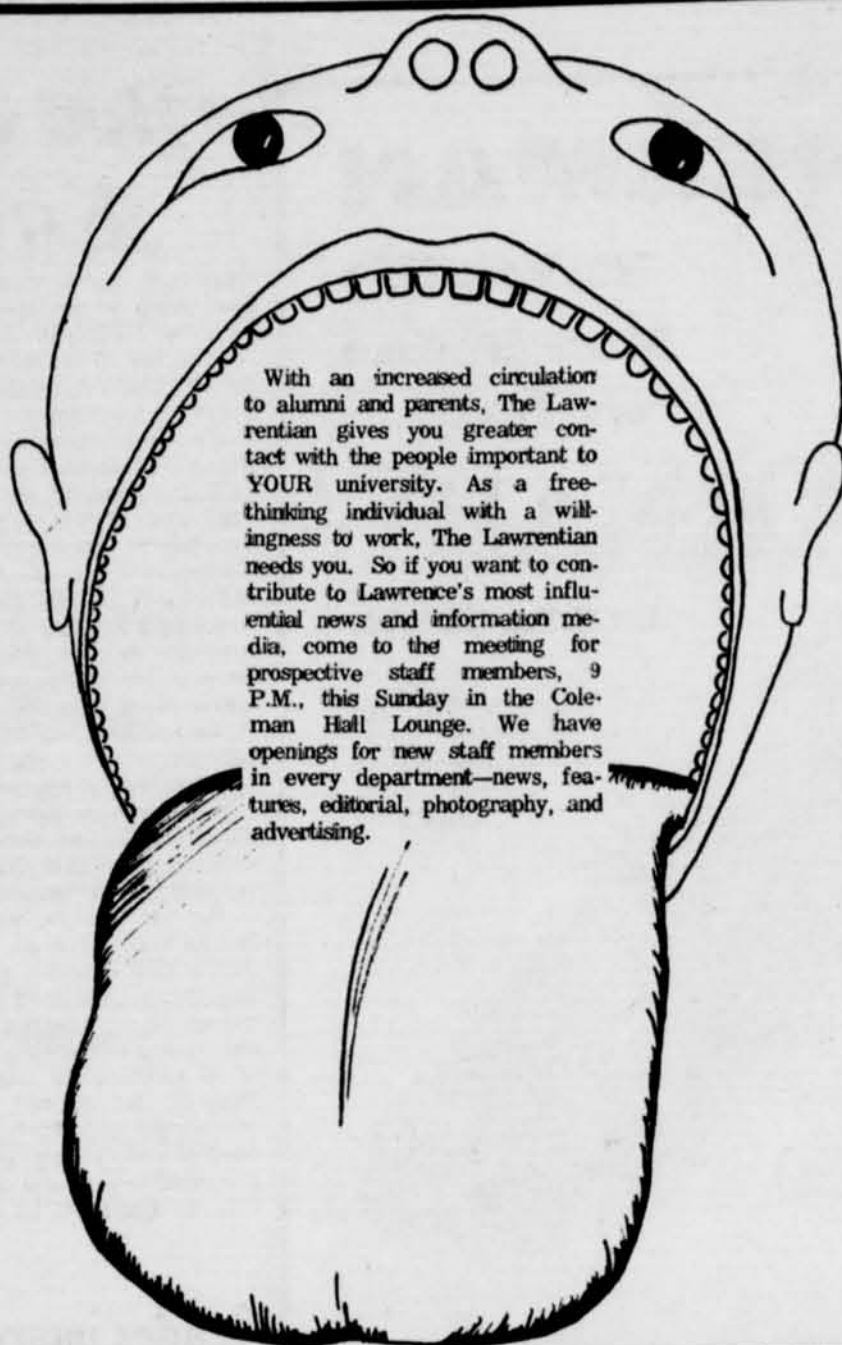 With an increased circulation
to alumni and parents, The Law-
rentian gives you greater con-
tact with the people important to
YOUR university. As a free-
thinking individual with a will-
ingness to work, The Lawrentian
needs you. So if you want to con-
tribute to Lawrence's most influ-
ential news and information me-
dia, come to the meeting for
prospective staff members, 9
P.M., this Sunday in the Cole-
man Hall Lounge. We have
openings for new staff members
in every department—news, fea-
tures, editorial, photography, and
advertising.